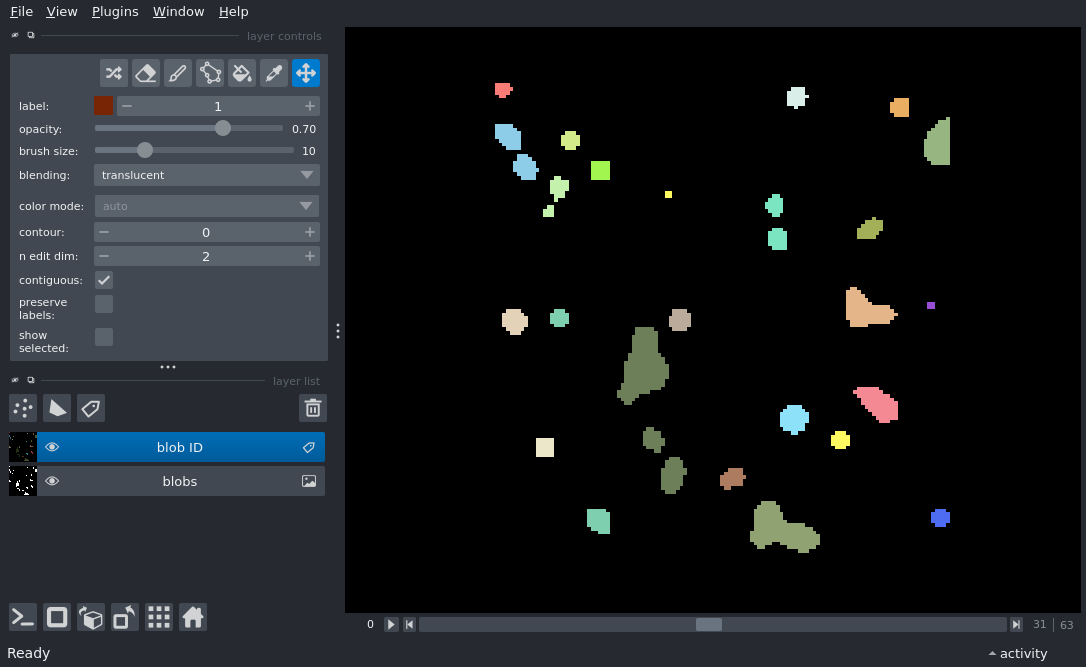 File View Plugins Window Help
layer controls
label: 1
opacity: 0.70
brush size: 10
blending: translucent
color mode: auto
contour: 0
n edit dim: 2
contiguous:
preserve
labels:
show
selected:
layer list
blob ID
blobs
0 31 | 63
Ready activity